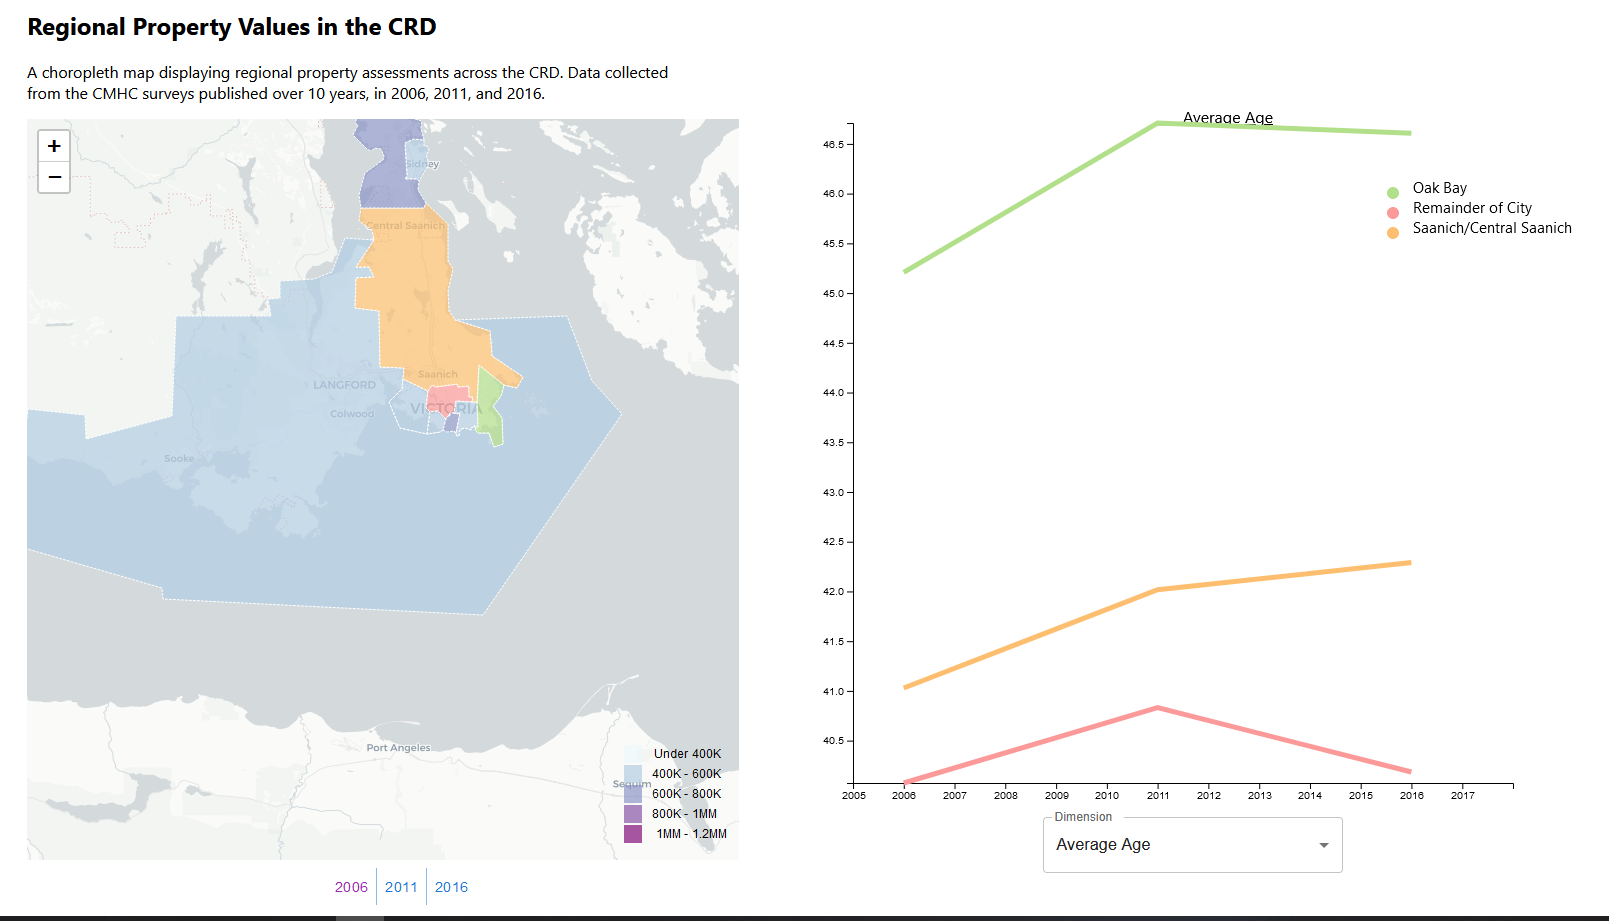 Regional Property Values in the CRD
A choropleth map displaying regional property assessments across the CRD. Data collected
from the CMHC surveys published over 10 years, in 2006, 2011, and 2016.
+
−
Sidney
Central Saanich
Saanich
LANGFORD
VICTORIA
Colwood
Sooke
Port Angeles
Sequim
Under 400K
400K - 600K
600K - 800K
800K - 1MM
1MM - 1.2MM
2006
2011
2016
Average Age
46.5
46.0
45.5
45.0
44.5
44.0
43.5
43.0
42.5
42.0
41.5
41.0
40.5
2005 2006 2007 2008 2009 2010 2011 2012 2013 2014 2015 2016 2017
Oak Bay
Remainder of City
Saanich/Central Saanich
Dimension
Average Age